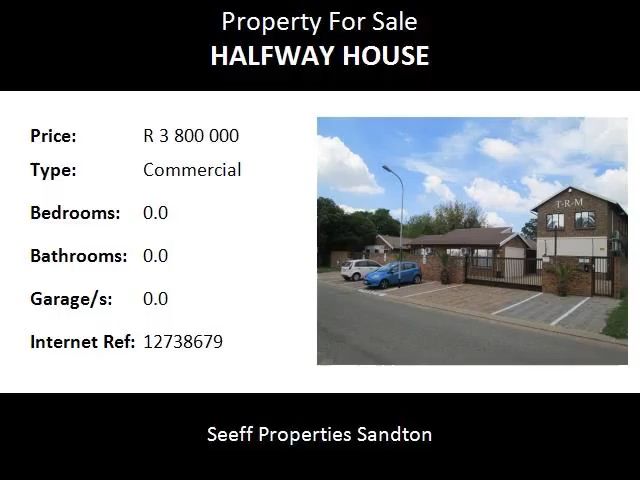 Property For Sale
HALFWAY HOUSE
Price: R 3 800 000
Type: Commercial
Bedrooms: 0.0
Bathrooms: 0.0
Garage/s: 0.0
Internet Ref: 12738679
T-R-M
Seeff Properties Sandton